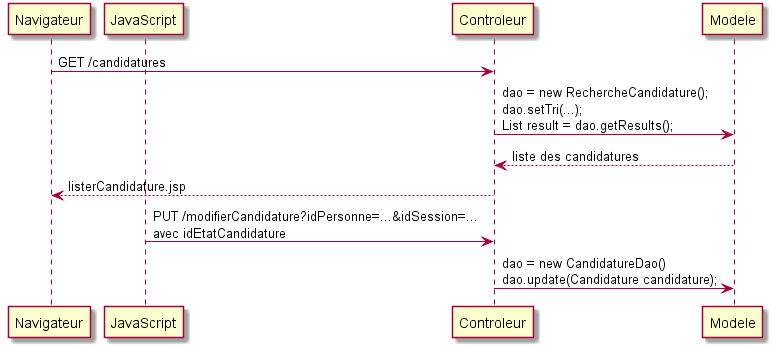 Navigateur
JavaScript
Controleur
Modele
GET /candidatures
dao = new RechercheCandidature();
dao.setTri(...);
List result = dao.getResults();
liste des candidatures
listerCandidature.jsp
PUT /modifierCandidature?idPersonne=...&idSession=...
avec idEtatCandidature
dao = new CandidatureDao()
dao.update(Candidature candidature);
Navigateur
JavaScript
Controleur
Modele